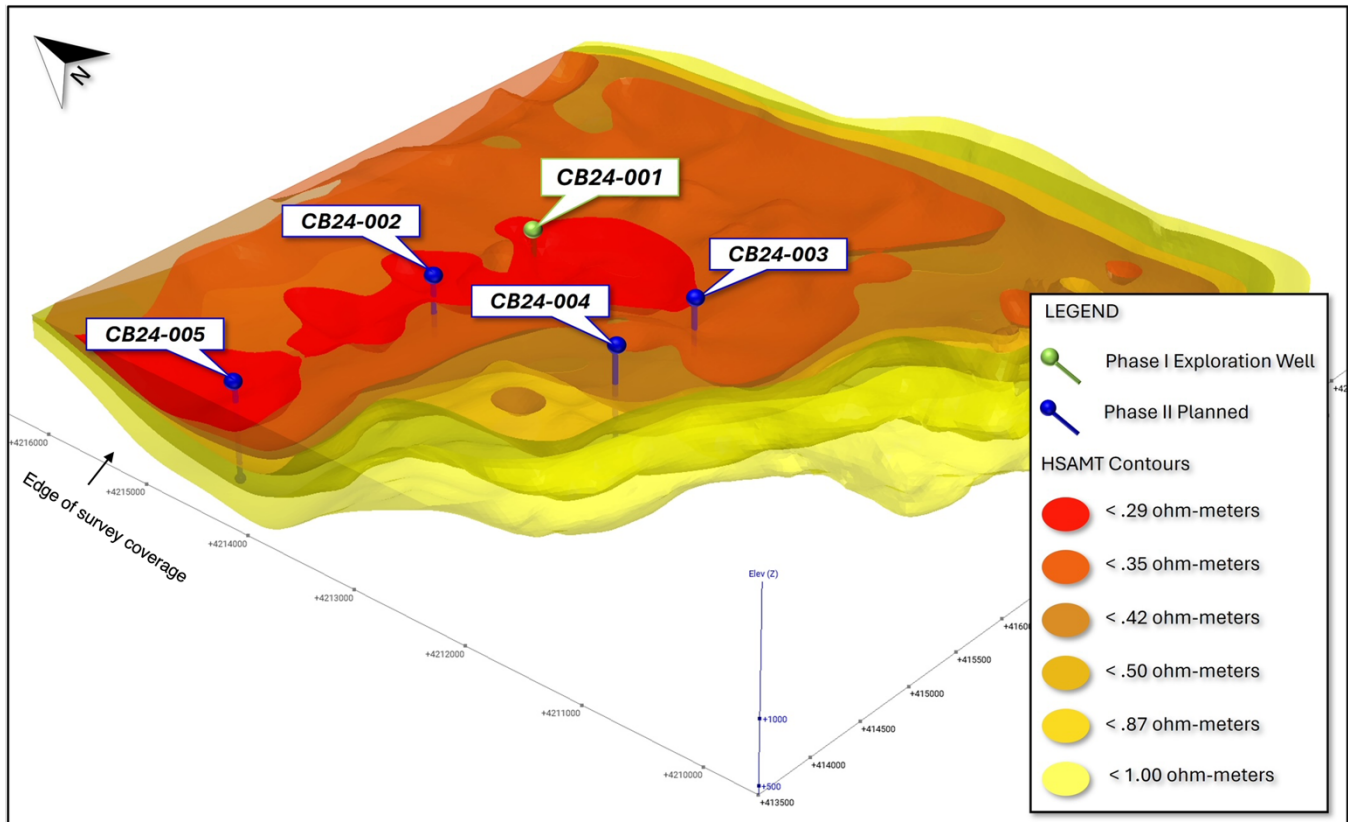 N
CB24-001
CB24-002
CB24-003
CB24-004
CB24-005
+4216000
+4215000
+4214000
+4213000
+4212000
+4211000
+4210000
Edge of survey coverage
Elev (Z)
+1000
+500
+413500
+414000
+414500
+415000
+415500
LEGEND
Phase I Exploration Well
Phase II Planned
HSAMT Contours
< .29 ohm-meters
< .35 ohm-meters
< .42 ohm-meters
< .50 ohm-meters
< .87 ohm-meters
< 1.00 ohm-meters